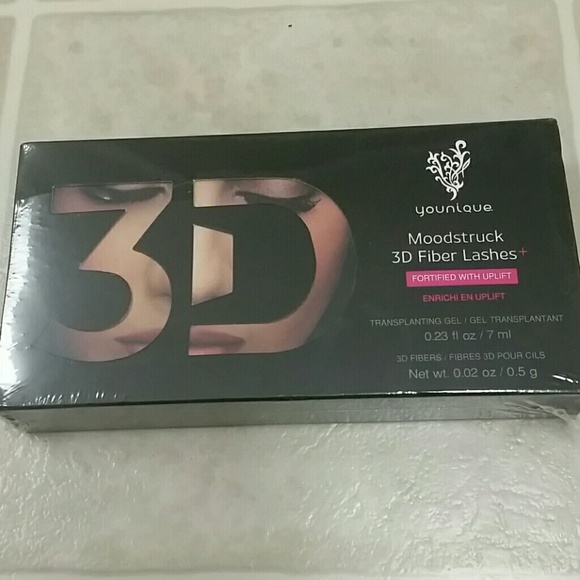 3D
younique
Moodstruck
3D Fiber Lashes+
FORTIFIED WITH UPLIFT
ENRICHI EN UPLIFT
TRANSPLANTING GEL / GEL TRANSPLANTANT
0.23 fl oz / 7 ml
3D FIBERS / FIBRES 3D POUR CILS
Net wt. 0.02 oz / 0.5 g